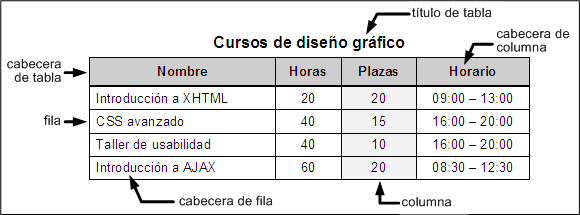 título de tabla
Cursos de diseño gráfico
cabecera de
columna
cabecera
de tabla
Nombre Horas Plazas Horario
Introducción a XHTML 20 20 09:00 – 13:00
fila
CSS avanzado 40 15 16:00 – 20:00
Taller de usabilidad 40 10 16:00 – 20:00
Introducción a AJAX 60 20 08:30 – 12:30
cabecera de fila
columna